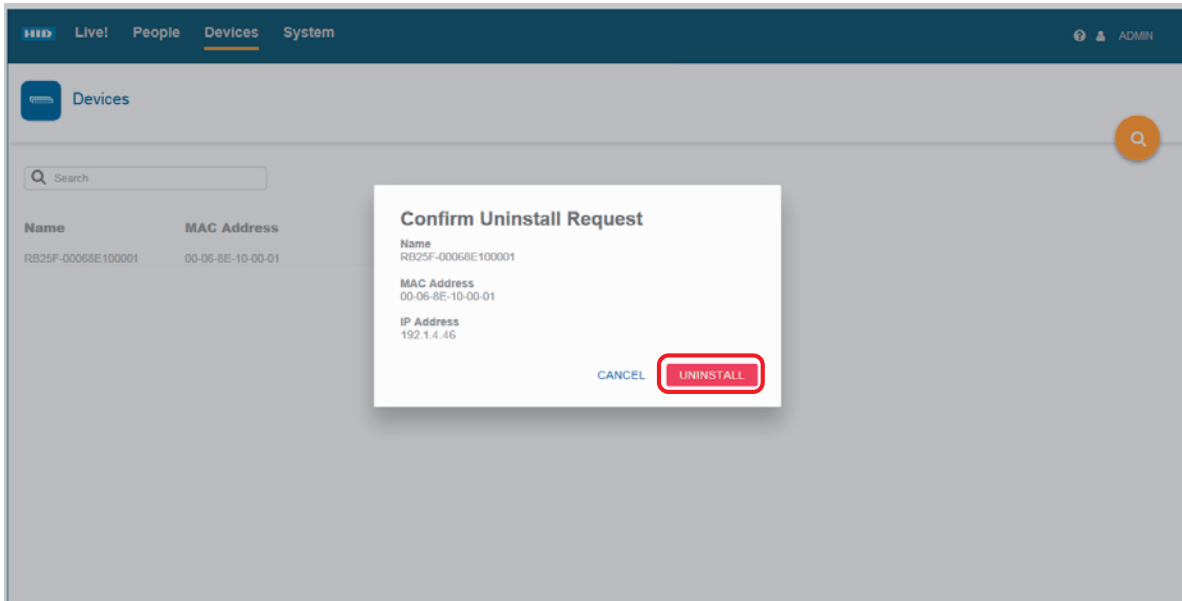 HID Live! People Devices System ADMIN
Devices
Search
Name MAC Address
RB25F-00068E100001 00-06-8E-10-00-01
Confirm Uninstall Request
Name
RB25F-00068E100001
MAC Address
00-06-8E-10-00-01
IP Address
192.1.4.46
CANCEL UNINSTALL